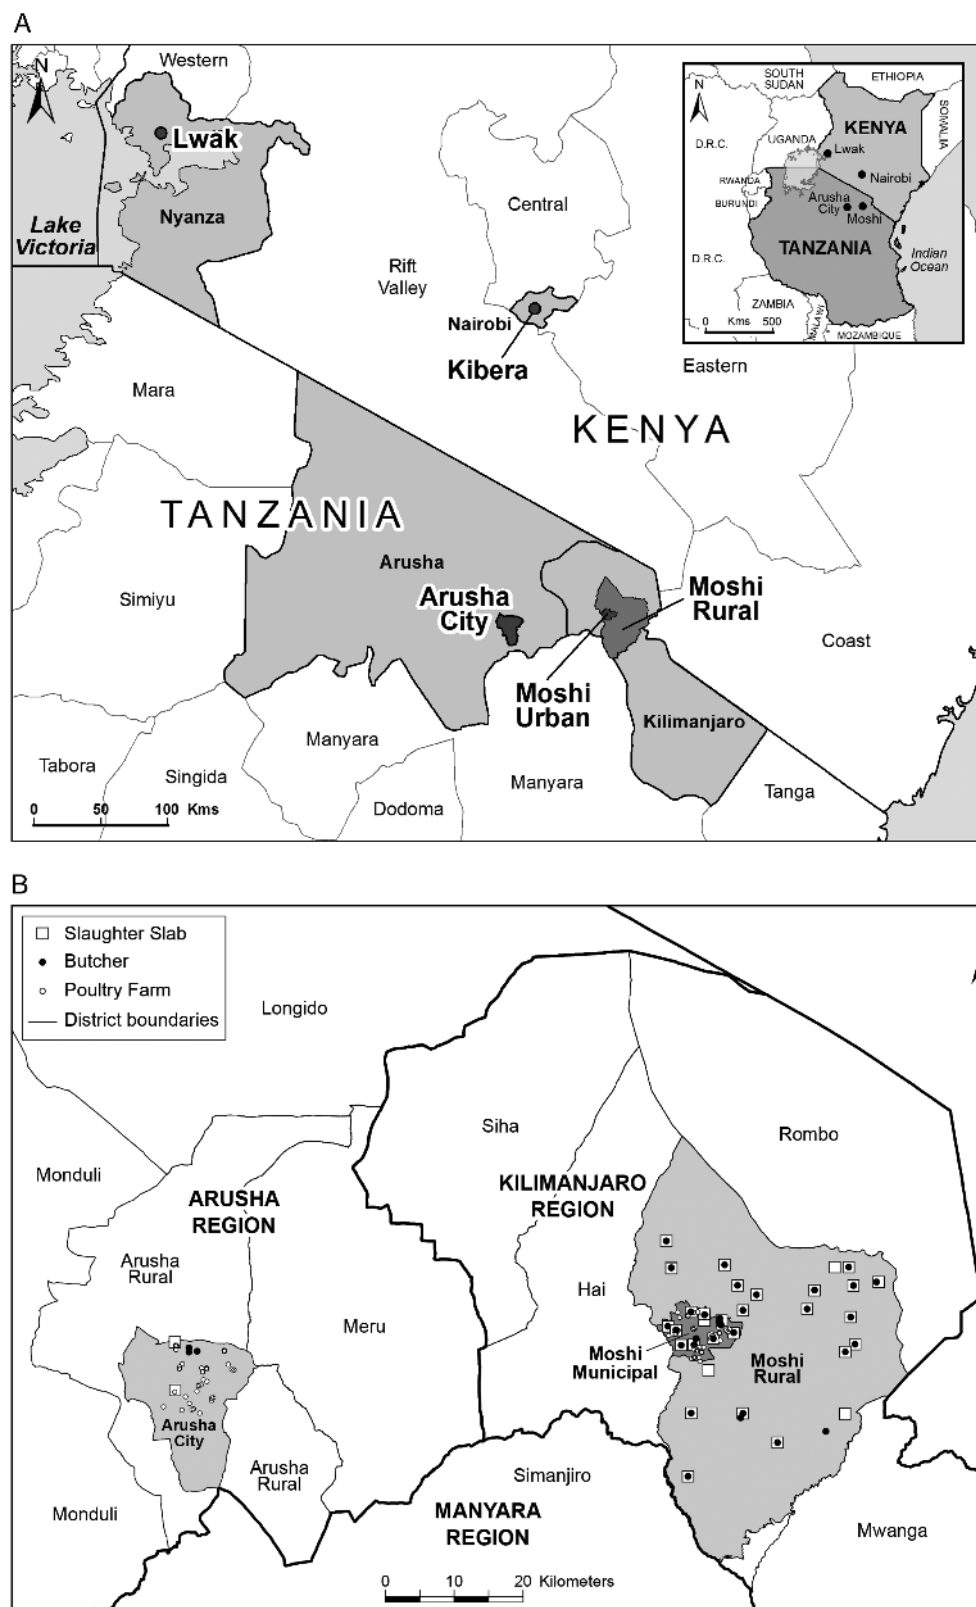 A
N
Western
Lwak
Nyanza
Lake
Victoria
Central
Rift
Valley
Nairobi
Kibera
Eastern
KENYA
Mara
TANZANIA
Arusha
Simiyu
Arusha
City
Moshi
Rural
Coast
Moshi
Urban
Kilimanjaro
Manyara
Tabora
Singida
Manyara
Dodoma
Tanga
0 50 100 Kms
N
SOUTH
SUDAN
ETHIOPIA
SOMALIA
KENYA
UGANDA
D.R.C.
Lwak
Nairobi
RWANDA
BURUNDI
Arusha
City
Moshi
TANZANIA
Indian
Ocean
D.R.C.
ZAMBIA
MALAWI
MOZAMBIQUE
0 Kms 500
B
Slaughter Slab
Butcher
Poultry Farm
District boundaries
Longido
Siha
Rombo
Monduli
ARUSHA
REGION
KILIMANJARO
REGION
Arusha
Rural
Hai
Meru
Moshi
Municipal
Moshi
Rural
Arusha
City
Arusha
Rural
Simanjiro
Monduli
MANYARA
REGION
Mwanga
0 10 20 Kilometers